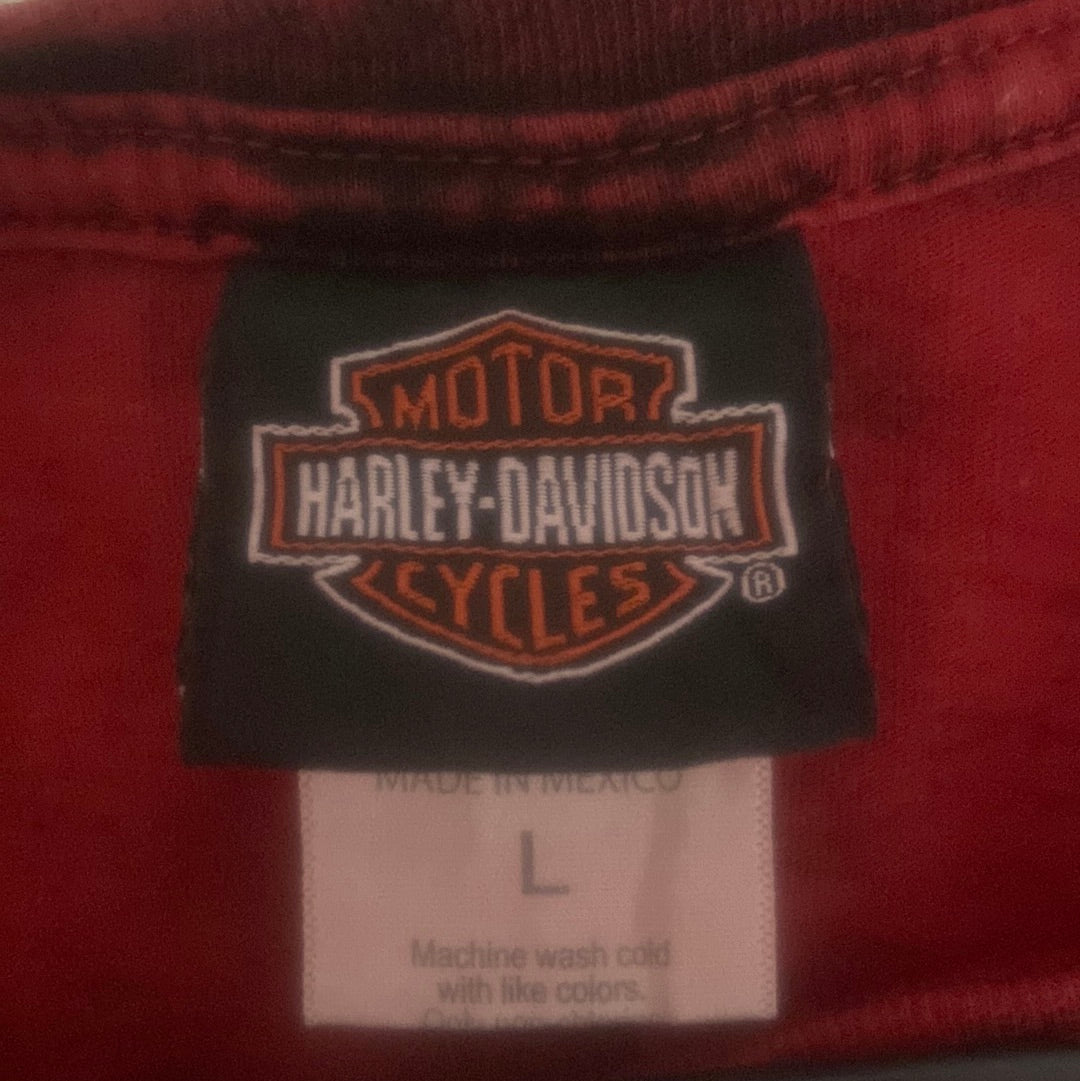 MOTOR
HARLEY-DAVIDSON
CYCLES
®
MADE IN MEXICO
L
Machine wash cold
with like colors.